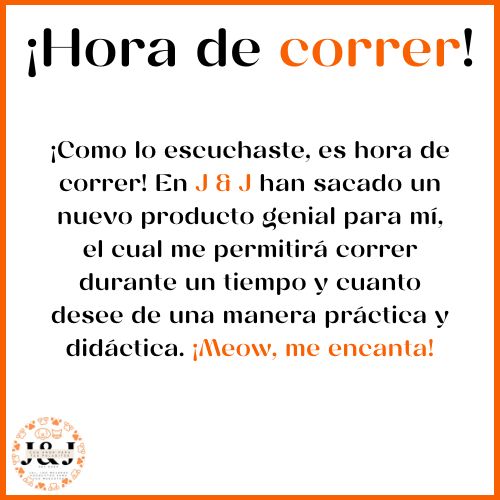 ¡Hora de correr!
¡Como lo escuchaste, es hora de
correr! En J & J han sacado un
nuevo producto genial para mí,
el cual me permitirá correr
durante un tiempo y cuanto
desee de una manera práctica y
didáctica. ¡Meow, me encanta!
J&J